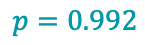 p = 0.992